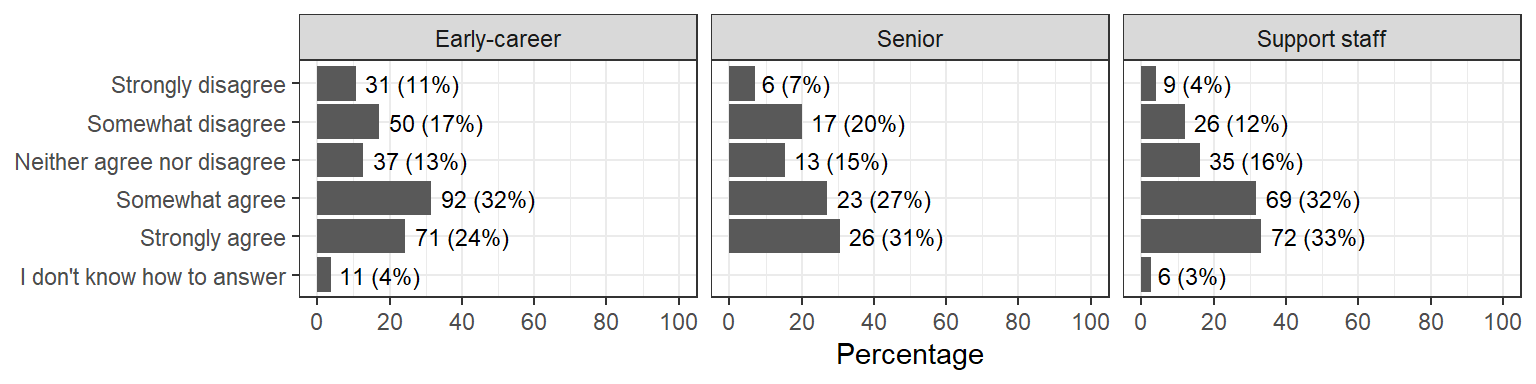 Early-career Senior Support staff
Strongly disagree 31 (11%) 6 (7%) 9 (4%)
Somewhat disagree 50 (17%) 17 (20%) 26 (12%)
Neither agree nor disagree 37 (13%) 13 (15%) 35 (16%)
Somewhat agree 92 (32%) 23 (27%) 69 (32%)
Strongly agree 71 (24%) 26 (31%) 72 (33%)
I don't know how to answer 11 (4%) 6 (3%)
0 20 40 60 80 100 0 20 40 60 80 100 0 20 40 60 80 100
Percentage